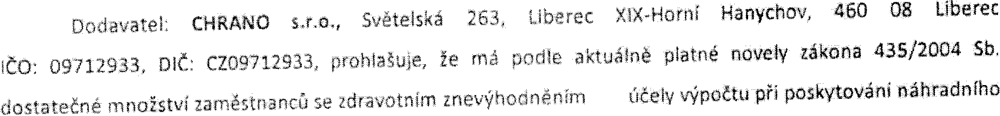 Dodavatel: CHRANO s.r.o., Světelská 263, Liberec XIX-Horní Hanychov, 460 08 Liberec
IČO: 09712933, DIČ: CZ09712933, prohlašuje, že má podle aktuálně platné novely zákona 435/2004 Sb.
dostatečné množství zaměstnanců se zdravotním znevýhodněním účely výpočtu při poskytování náhradního